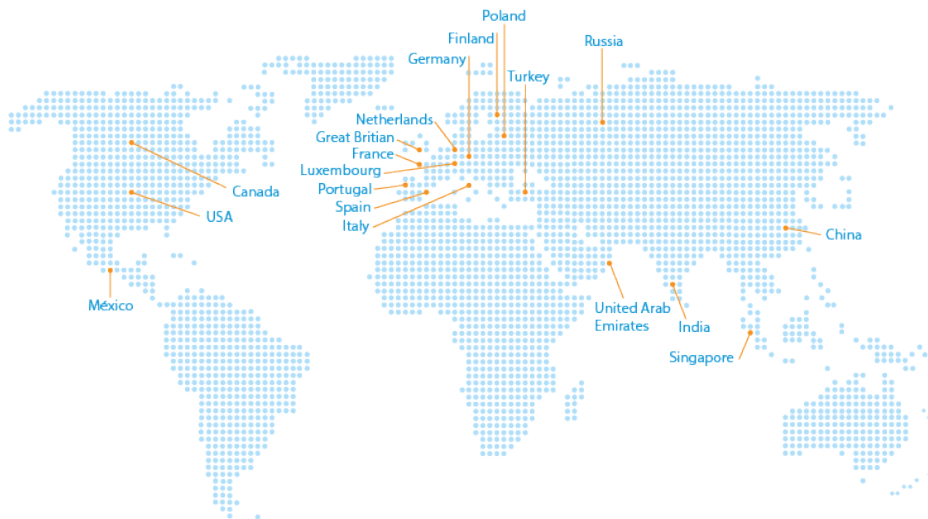 Poland
Finland
Russia
Germany
Turkey
Netherlands
Great Britian
France
Luxembourg
Portugal
Canada
Spain
USA
Italy
China
México
United Arab
Emirates
India
Singapore